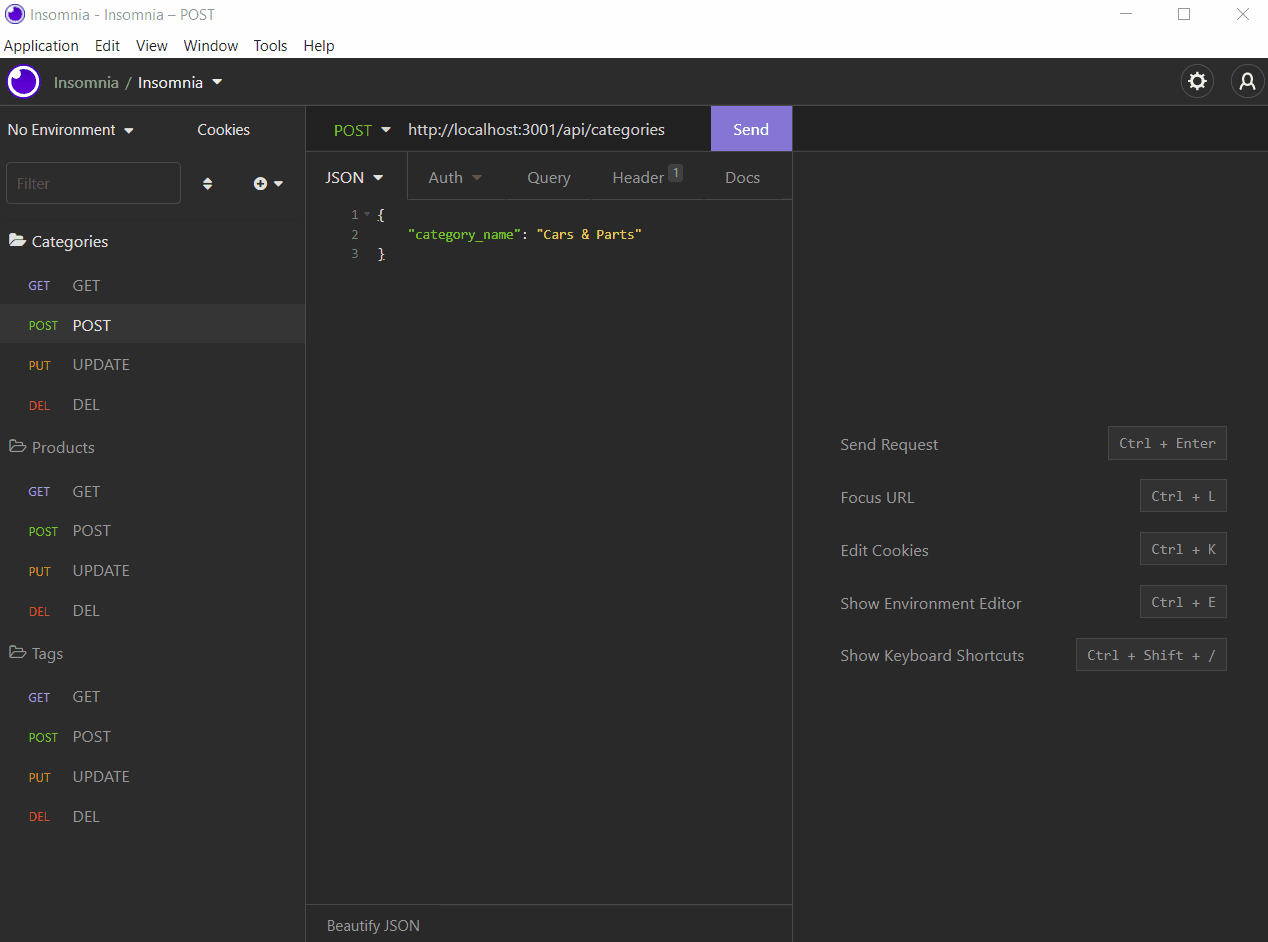 Insomnia - Insomnia – POST
Application Edit View Window Tools Help
Insomnia / Insomnia
No Environment Cookies
Filter
Categories
GET GET
POST POST
PUT UPDATE
DEL DEL
Products
GET GET
POST POST
PUT UPDATE
DEL DEL
Tags
GET GET
POST POST
PUT UPDATE
DEL DEL
POST http://localhost:3001/api/categories Send
JSON Auth Query Header 1 Docs
1 {
2 "category_name": "Cars & Parts"
3 }
Beautify JSON
Send Request Ctrl + Enter
Focus URL Ctrl + L
Edit Cookies Ctrl + K
Show Environment Editor Ctrl + E
Show Keyboard Shortcuts Ctrl + Shift + /